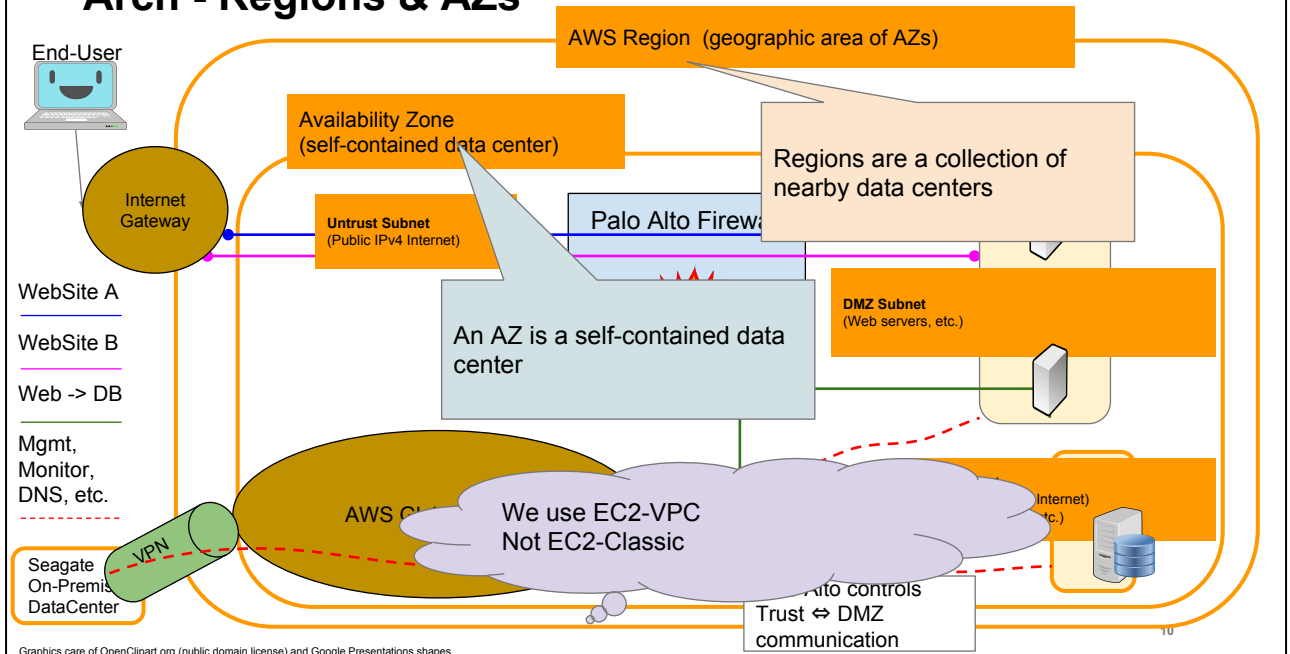 Arch - Regions & AZs
End-User
AWS Region (geographic area of AZs)
Availability Zone
(self-contained data center)
Regions are a collection of
nearby data centers
Internet
Gateway
Untrust Subnet
(Public IPv4 Internet)
Palo Alto
An AZ is a self-contained data
center
DMZ Subnet
(Web servers, etc.)
WebSite A
WebSite B
Web -> DB
Mgmt,
Monitor,
DNS, etc.
AWS
We use EC2-VPC
Not EC2-Classic
Internet)
VPN
Seagate
DataCenter
Alto controls
Trust ⇔ DMZ
communication
10
Graphics care of OpenClipart.org (public domain license) and Google Presentations shapes